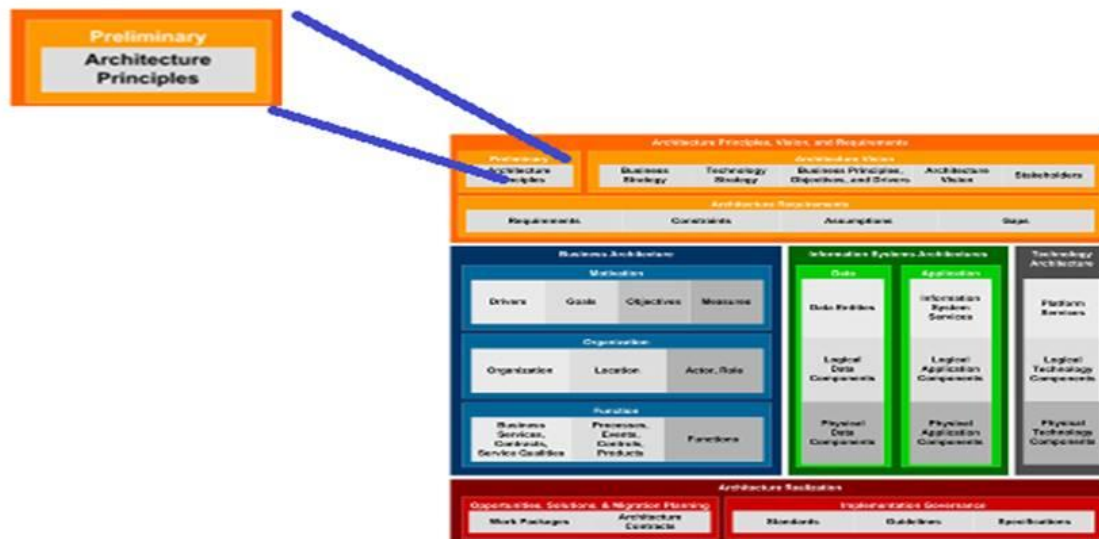 Preliminary
Architecture
Principles
Architecture Principles, Vision, and Requirements
Preliminary
Architecture
Principles
Architecture Vision
Business
Strategy
Technology
Strategy
Business Principles,
Objectives, and Drivers
Architecture
Vision
Stakeholders
Architecture Requirements
Requirements
Constraints
Assumptions
Gaps
Business Architecture
Motivation
Drivers
Goals
Objectives
Measures
Organization
Organization
Location
Actor, Role
Function
Business
Services,
Contracts,
Service Qualities
Processes,
Events,
Controls,
Products
Functions
Information Systems Architectures
Data
Data Entities
Logical
Data
Components
Physical
Data
Components
Application
Information
System
Services
Logical
Application
Components
Physical
Application
Components
Technology
Architecture
Platform
Services
Logical
Technology
Components
Physical
Technology
Components
Architecture Realization
Opportunities, Solutions, & Migration Planning
Work Packages
Architecture
Contracts
Implementation Governance
Standards
Guidelines
Specifications